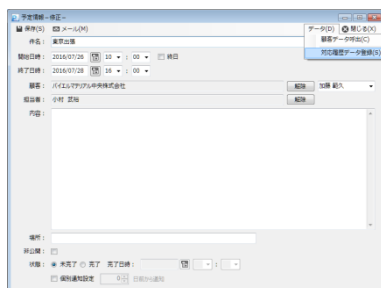 予定情報 -修正-
保存(S) メール(M) データ(D) 閉じる(X)
顧客データ呼出(C)
対応履歴データ登録(S)
件名： 東京出張
開始日時： 2016/07/26 10 ： 00 終日
終了日時： 2016/07/28 16 ： 00
顧客： バイエルマテリアル中央株式会社 解除 加藤 範久
担当者： 小村 武裕 解除
内容：
場所：
非公開：
状態： 未完了 完了 完了日時： ：
個別通知設定 0 日前から通知